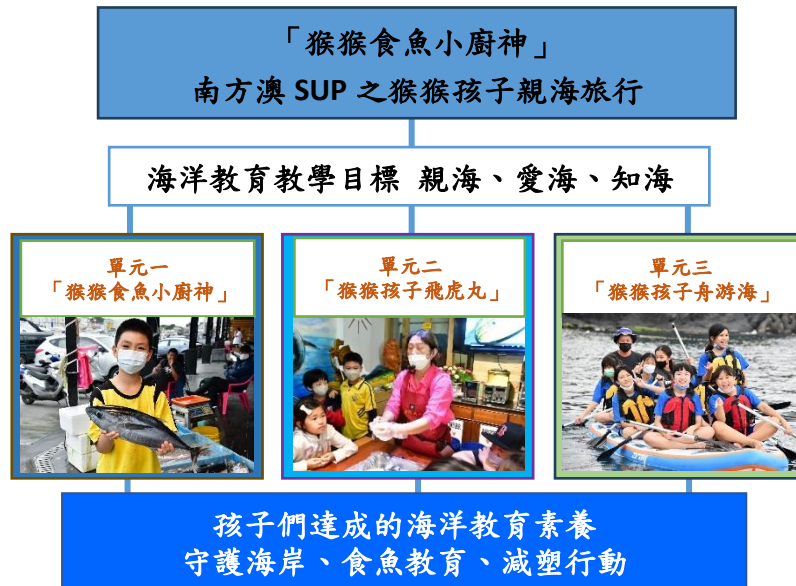 「猴猴食魚小廚神」
南方澳 SUP 之猴猴孩子親海旅行
海洋教育教學目標 親海、愛海、知海
單元一
「猴猴食魚小廚神」
單元二
「猴猴孩子飛虎丸」
單元三
「猴猴孩子舟游海」
孩子們達成的海洋教育素養
守護海岸、食魚教育、減塑行動